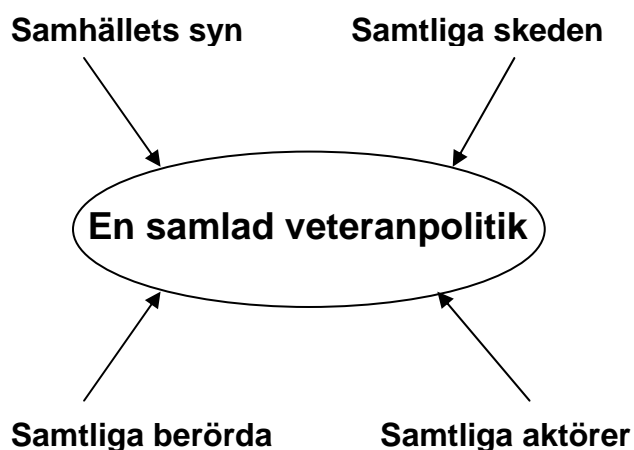 Samhällets syn
Samtliga skeden
En samlad veteranpolitik
Samtliga berörda
Samtliga aktörer